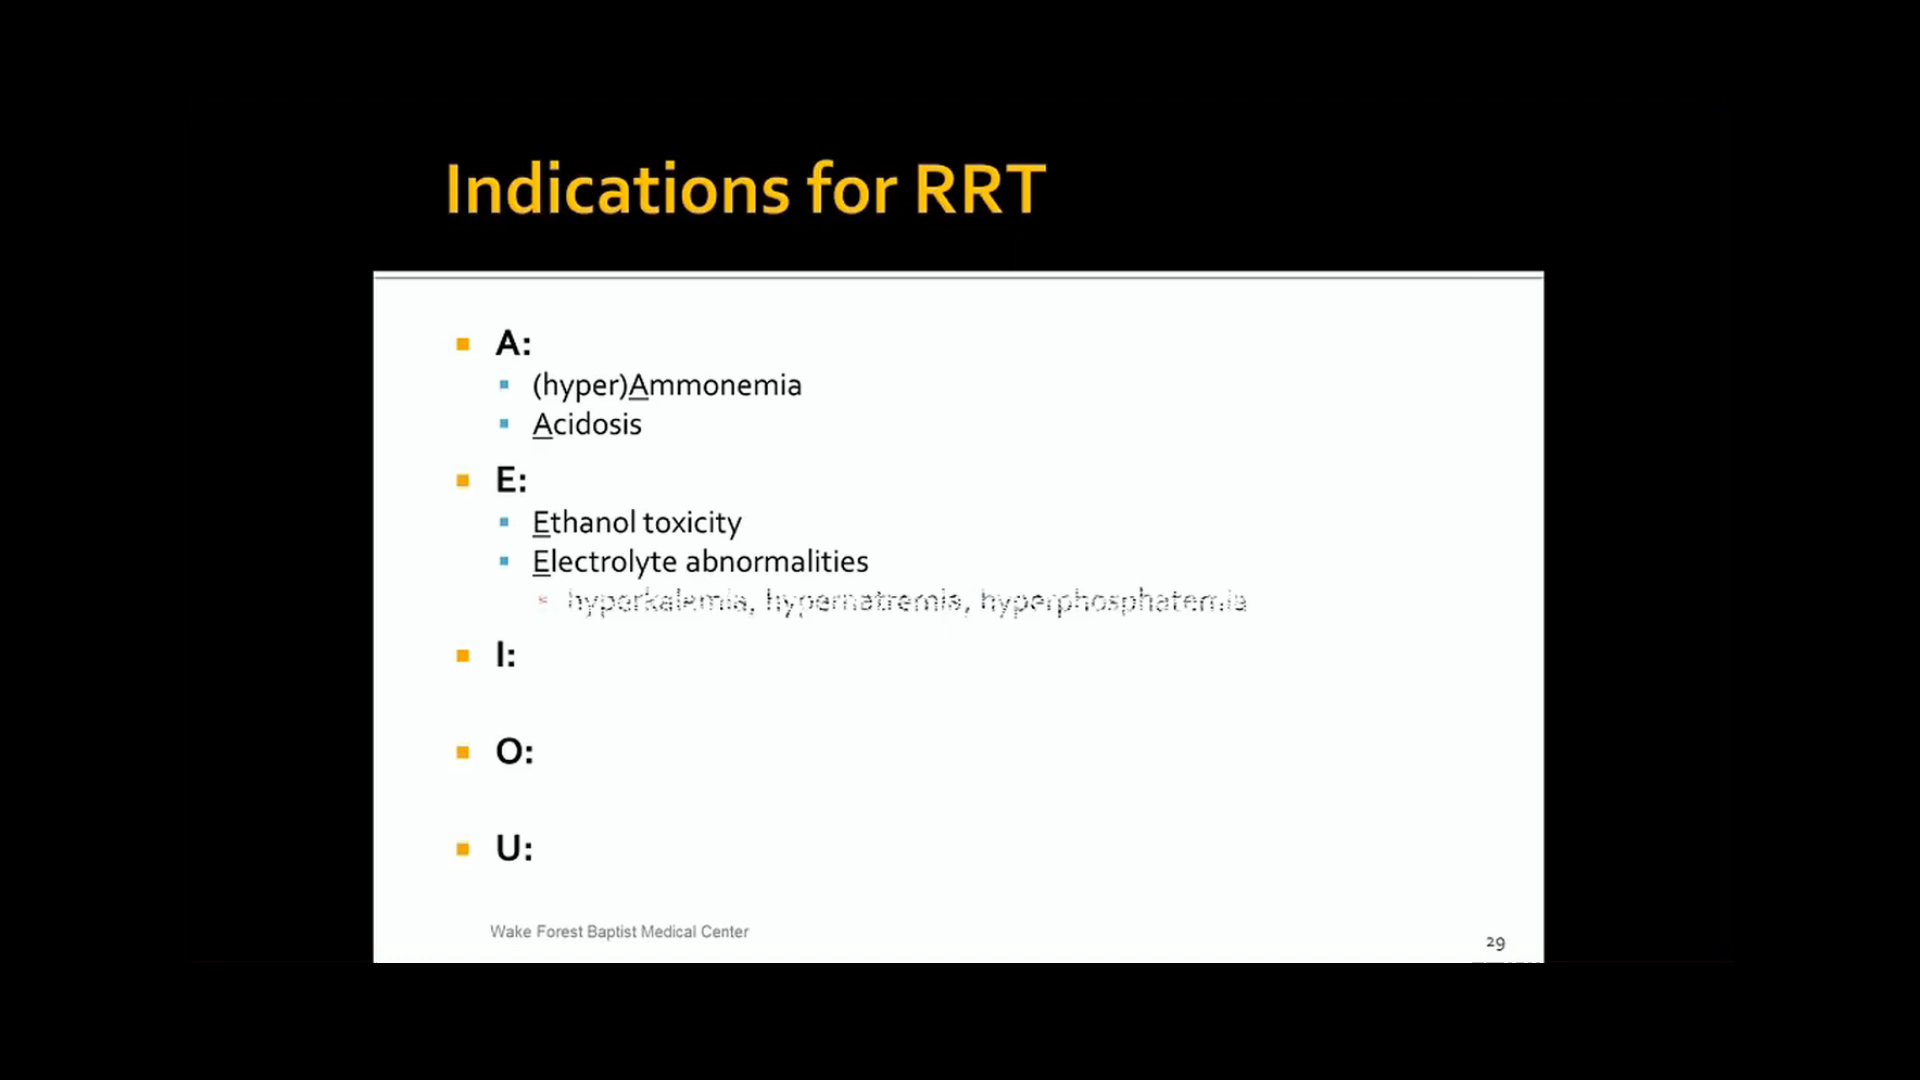 Indications for RRT
A:
(hyper)Ammonemia
Acidosis
E:
Ethanol toxicity
Electrolyte abnormalities
hyperkalemia, hypernatremia, hyperphosphatemia
I:
O:
U:
Wake Forest Baptist Medical Center
29